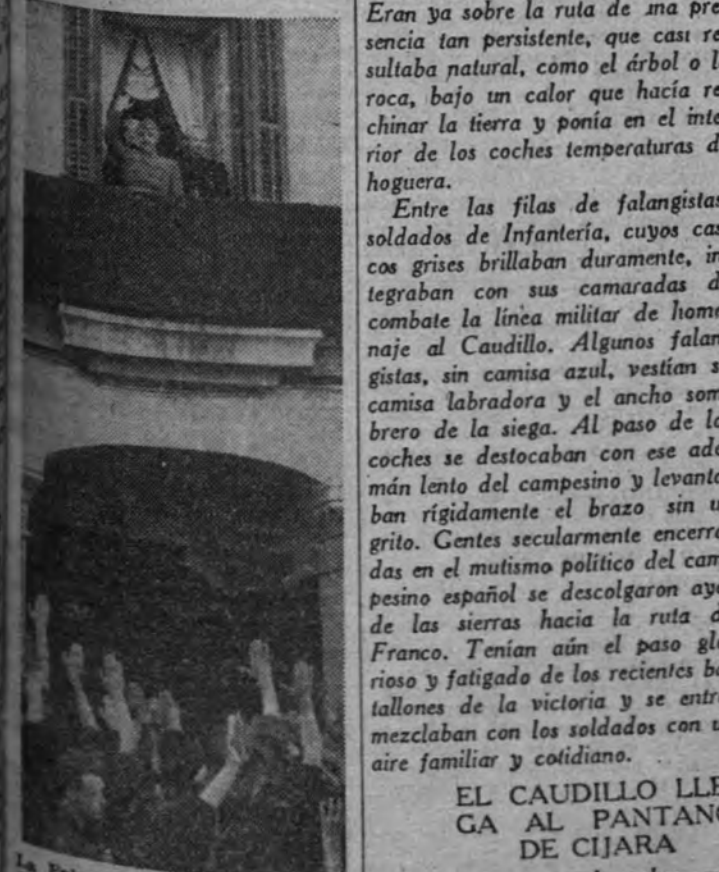 Eran ya sobre la ruta de una pre
sencia tan persistente, que casi re
sultaba natural, como el árbol o l
roca, bajo un calor que hacía re
chinar la tierra y ponía en el inte
rior de los coches temperaturas d
hoguera.
Entre las filas de falangistas
soldados de Infantería, cuyos cas
cos grises brillaban duramente, in
tegraban con sus camaradas d
combate la línea militar de home
naje al Caudillo. Algunos falan
gistas, sin camisa azul, vestían s
camisa labradora y el ancho som
brero de la siega. Al paso de lo
coches se destocaban con ese ade
mán lento del campesino y levanta
ban rígidamente el brazo sin u
grito. Gentes secularmente encerra
das en el mutismo político del cam
pesino español se descolgaron aye
de las sierras hacia la ruta d
Franco. Tenían aún el paso glo
rioso y fatigado de los recientes ba
tallones de la victoria y se entre
mezclaban con los soldados con u
aire familiar y cotidiano.
EL CAUDILLO LLE
GA AL PANTANO
DE CIJARA
La